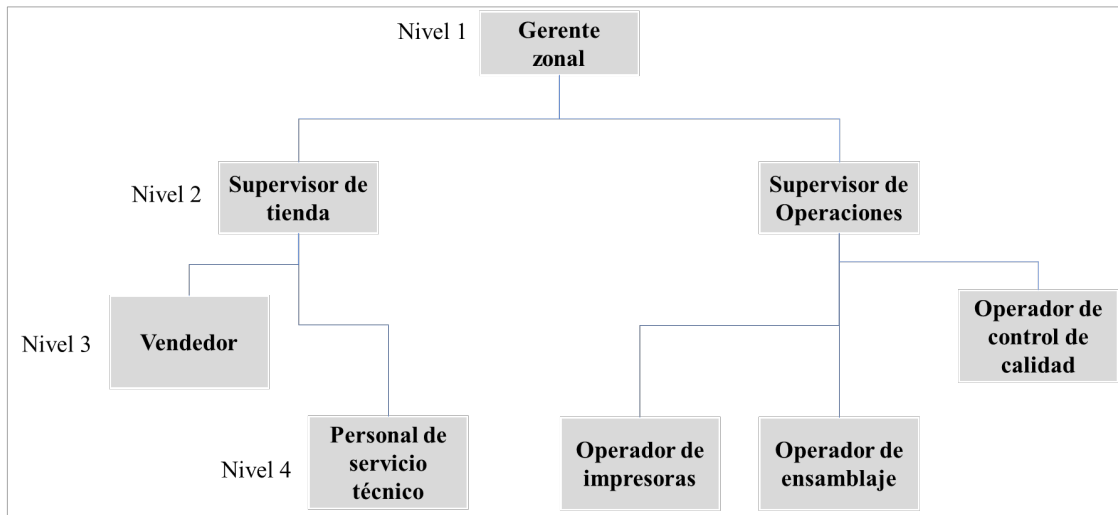 Nivel 1
Gerente
zonal
Nivel 2
Supervisor de
tienda
Supervisor de
Operaciones
Nivel 3
Vendedor
Operador de
control de
calidad
Nivel 4
Personal de
servicio
técnico
Operador de
impresoras
Operador de
ensamblaje